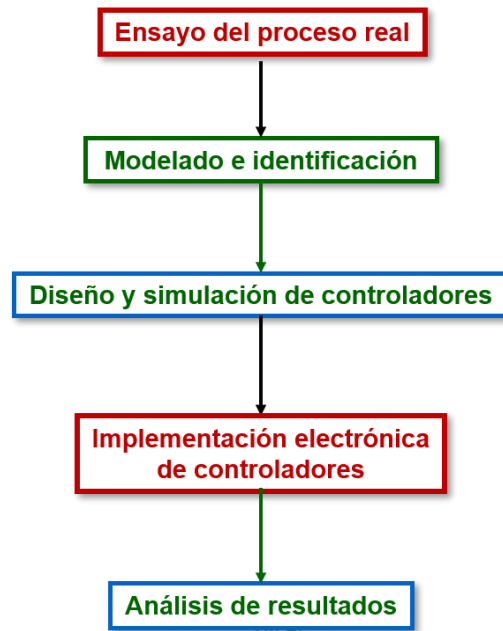 Ensayo del proceso real
Modelado e identificación
Diseño y simulación de controladores
Implementación electrónica
de controladores
Análisis de resultados